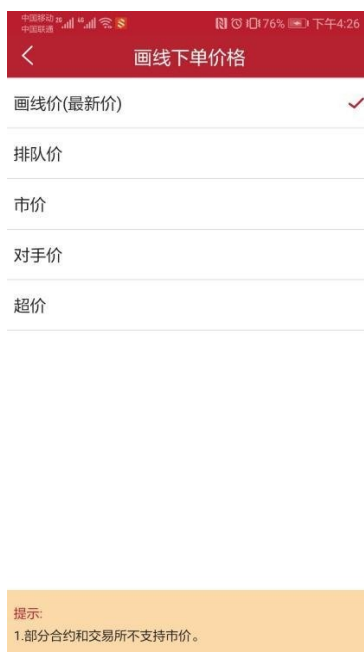 中国移动 2G 4G
中国联通
76% 下午4:26
画线下单价格
画线价(最新价)
排队价
市价
对手价
超价
提示:
1.部分合约和交易所不支持市价。